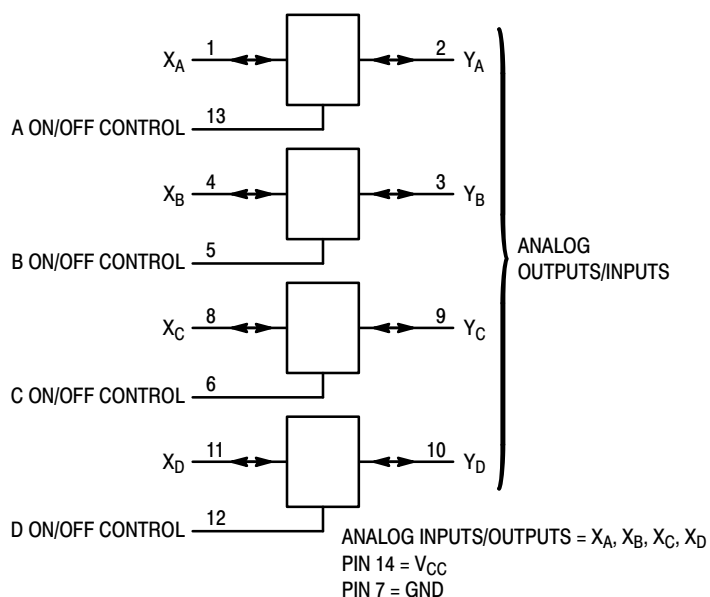 X_A 1 2 Y_A
A ON/OFF CONTROL 13
X_B 4 3 Y_B
B ON/OFF CONTROL 5
X_C 8 9 Y_C
C ON/OFF CONTROL 6
X_D 11 10 Y_D
D ON/OFF CONTROL 12
ANALOG
OUTPUTS/INPUTS
ANALOG INPUTS/OUTPUTS = X_A, X_B, X_C, X_D
PIN 14 = V_CC
PIN 7 = GND